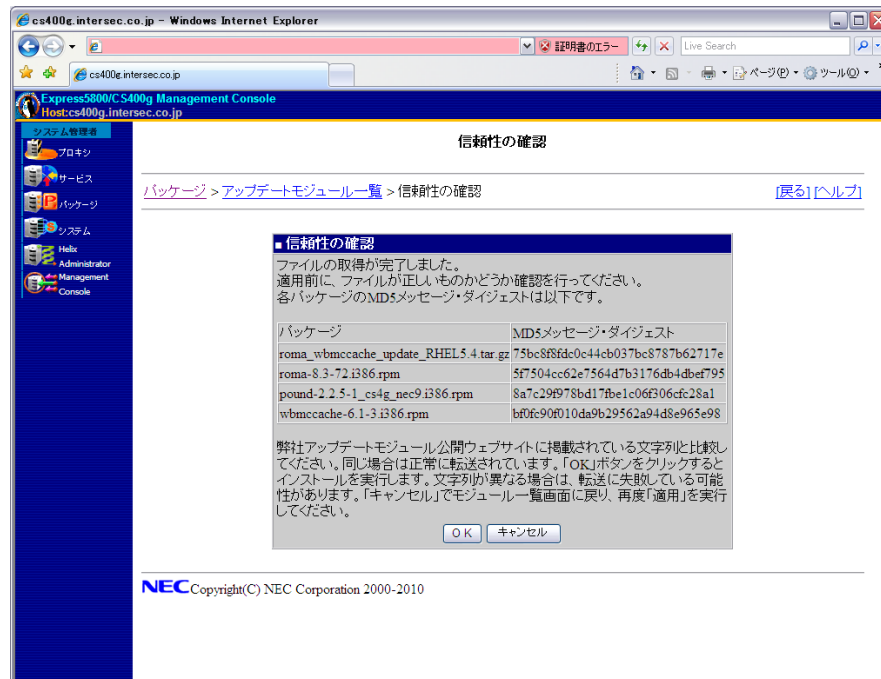 cs400g.intersec.co.jp - Windows Internet Explorer
証明書のエラー
Live Search
cs400g.intersec.co.jp
ページ(P)
ツール(O)
Express5800/CS400g Management Console
Host:cs400g.intersec.co.jp
システム管理者
プロキシ
サービス
パッケージ
システム
Helix
Administrator
Management
Console
信頼性の確認
パッケージ > アップデートモジュール一覧 > 信頼性の確認
[戻る] [ヘルプ]
■信頼性の確認
ファイルの取得が完了しました。
適用前に、ファイルが正しいものかどうか確認を行ってください。
各パッケージのMD5メッセージ・ダイジェストは以下です。
パッケージ MD5メッセージ・ダイジェスト
roma_wbmccache_update_RHEL5.4.tar.gz 75bc8f8fdc0c44cb037bc8787b62717e
roma-8.3-72.i386.rpm 5f7504cc62e7564d7b3176db4dbef795
pound-2.2.5-1_cs4g_nec9.i386.rpm 8a7c29f978bd17fbe1c06f306cfc28a1
wbmccache-6.1-3.i386.rpm bf0fc90f010da9b29562a94d8e965e98
弊社アップデートモジュール公開ウェブサイトに掲載されている文字列と比較し
てください。同じ場合は正常に転送されています。「OK」ボタンをクリックすると
インストールを実行します。文字列が異なる場合は、転送に失敗している可能
性があります。「キャンセル」でモジュール一覧画面に戻り、再度「適用」を実行
してください。
ＯＫ キャンセル
NEC Copyright(C) NEC Corporation 2000-2010